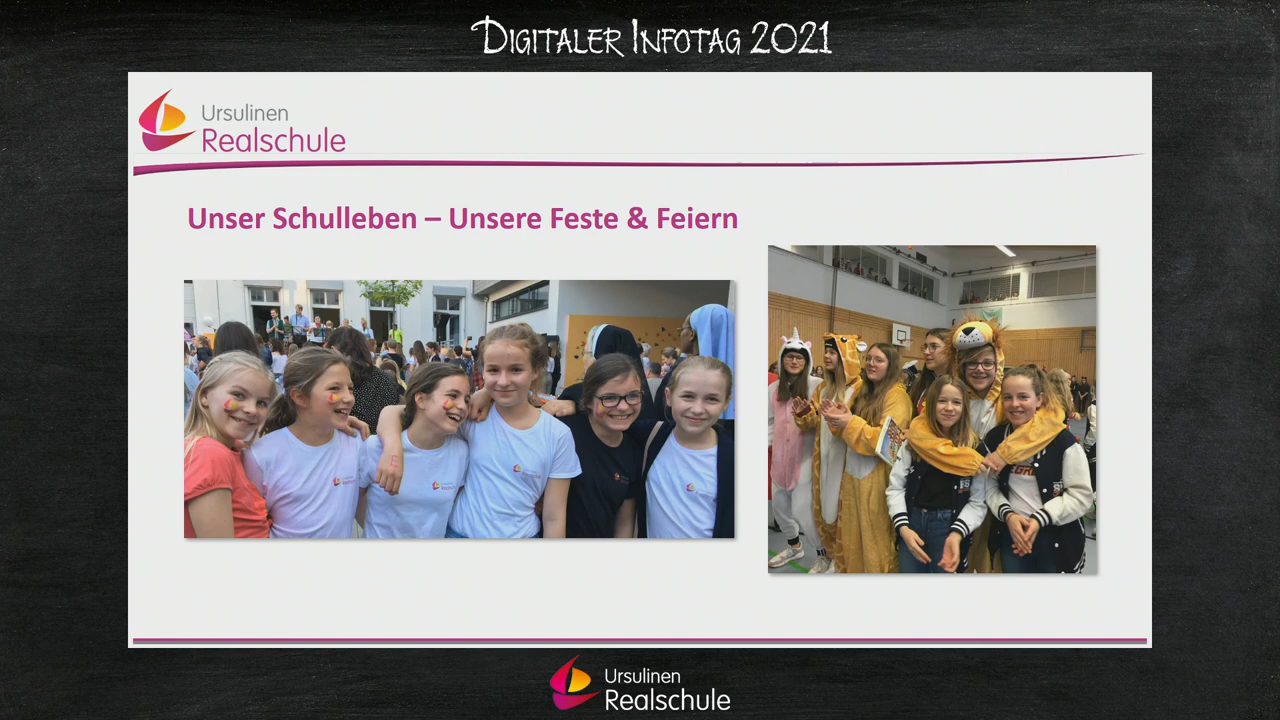 Digitaler Infotag 2021
Ursulinen
Realschule
Unser Schulleben – Unsere Feste & Feiern
Ursulinen
Realschule